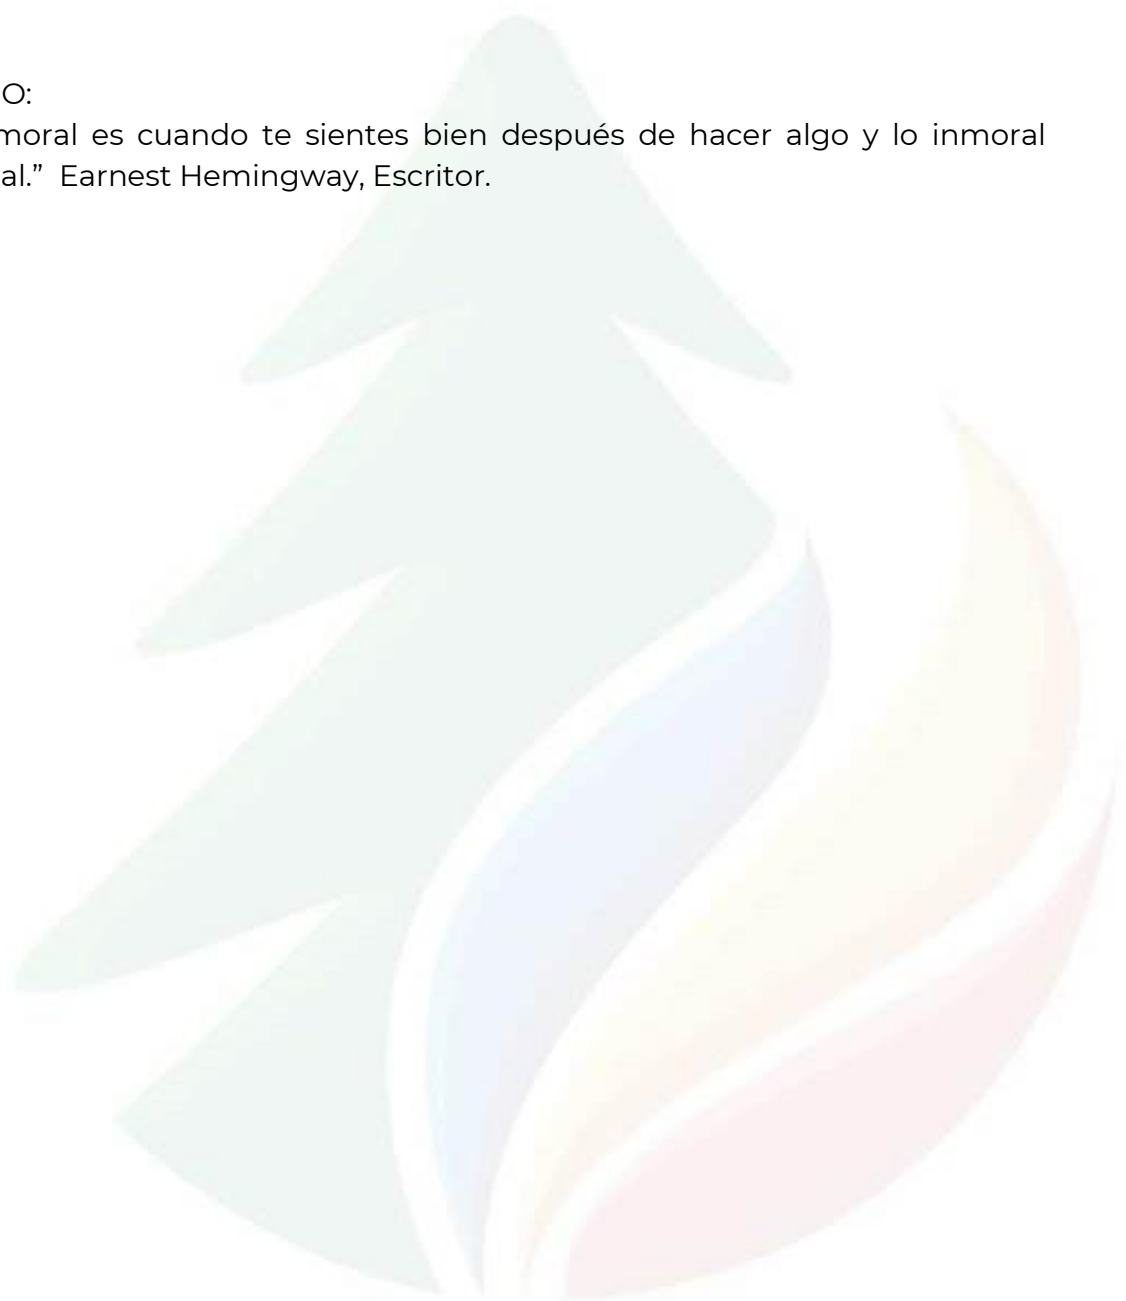 O:
moral es cuando te sientes bien después de hacer algo y lo inmoral
al.” Earnest Hemingway, Escritor.